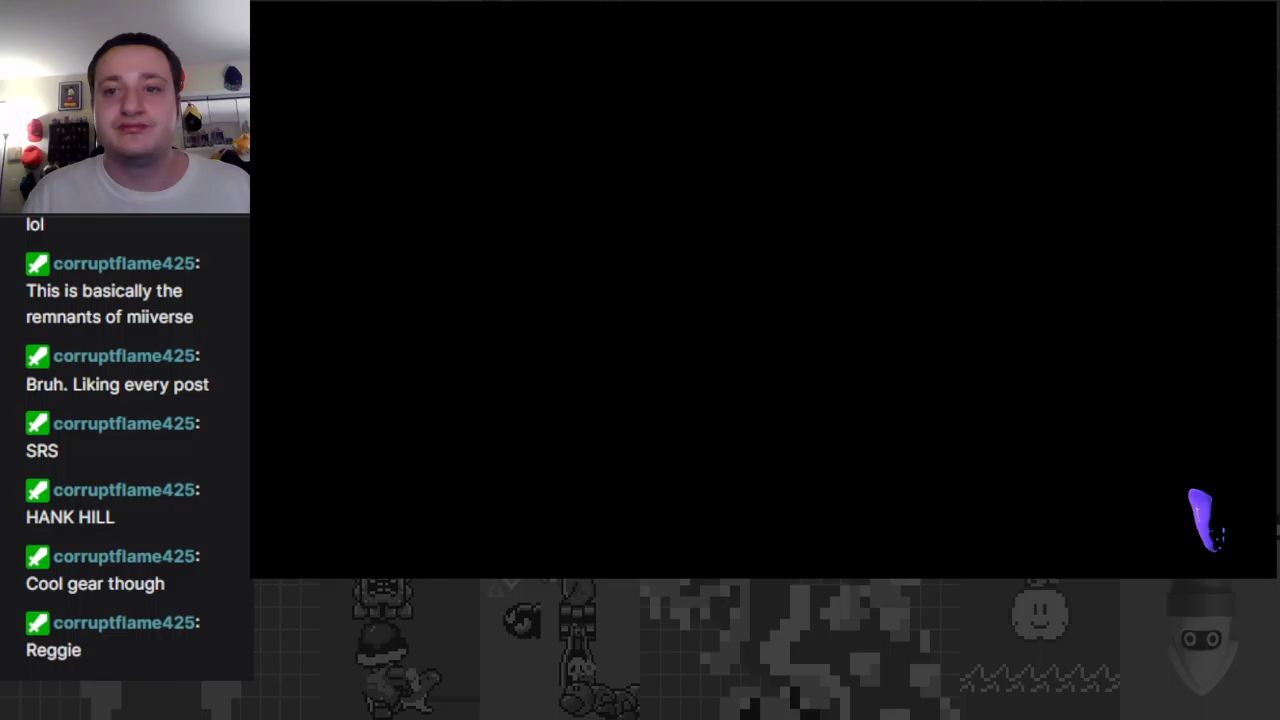 lol
corruptflame425:
This is basically the
remnants of miiverse
corruptflame425:
Bruh. Liking every post
corruptflame425:
SRS
corruptflame425:
HANK HILL
corruptflame425:
Cool gear though
corruptflame425:
Reggie